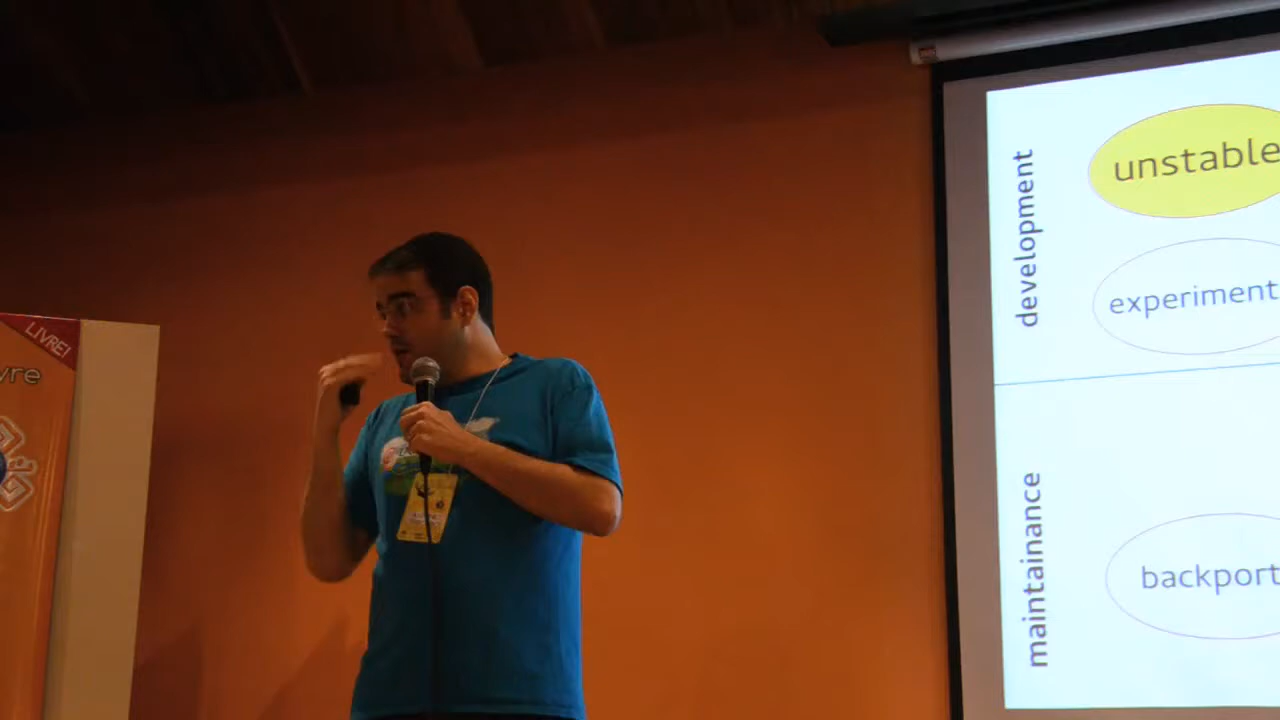 LIVRE!
vre
development
unstable
experiment
maintainance
backport